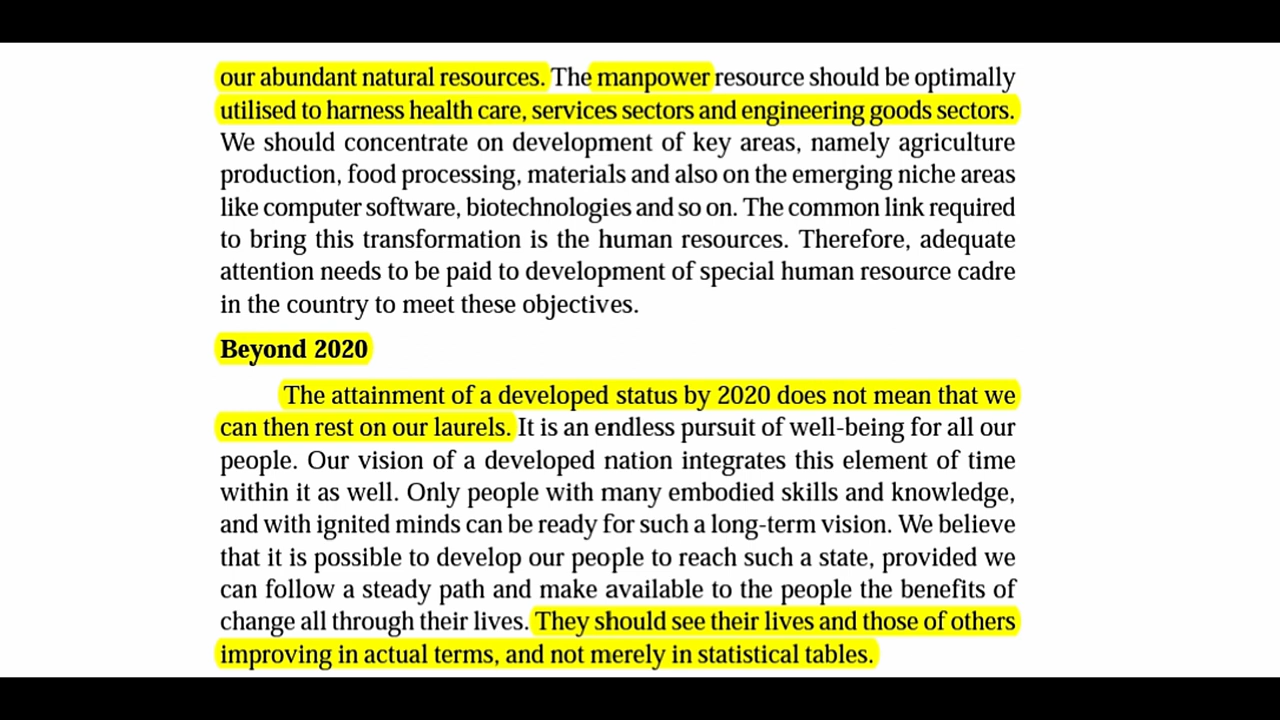 our abundant natural resources. The manpower resource should be optimally
utilised to harness health care, services sectors and engineering goods sectors.
We should concentrate on development of key areas, namely agriculture
production, food processing, materials and also on the emerging niche areas
like computer software, biotechnologies and so on. The common link required
to bring this transformation is the human resources. Therefore, adequate
attention needs to be paid to development of special human resource cadre
in the country to meet these objectives.
Beyond 2020
The attainment of a developed status by 2020 does not mean that we
can then rest on our laurels. It is an endless pursuit of well-being for all our
people. Our vision of a developed nation integrates this element of time
within it as well. Only people with many embodied skills and knowledge,
and with ignited minds can be ready for such a long-term vision. We believe
that it is possible to develop our people to reach such a state, provided we
can follow a steady path and make available to the people the benefits of
change all through their lives. They should see their lives and those of others
improving in actual terms, and not merely in statistical tables.